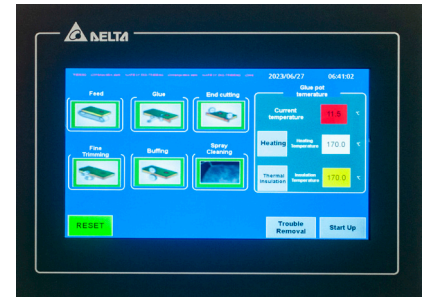 DELTA
2023/06/27 06:41:02
Feed
Glue
End cutting
Glue pot
temerature
Current
temperature
-11.5
℃
Fine
Trimming
Buffing
Spray
Cleaning
Heating
Heating
temperature
170.0
℃
Thermal
insulation
Insulation
temperature
170.0
℃
RESET
Trouble
Removal
Start Up